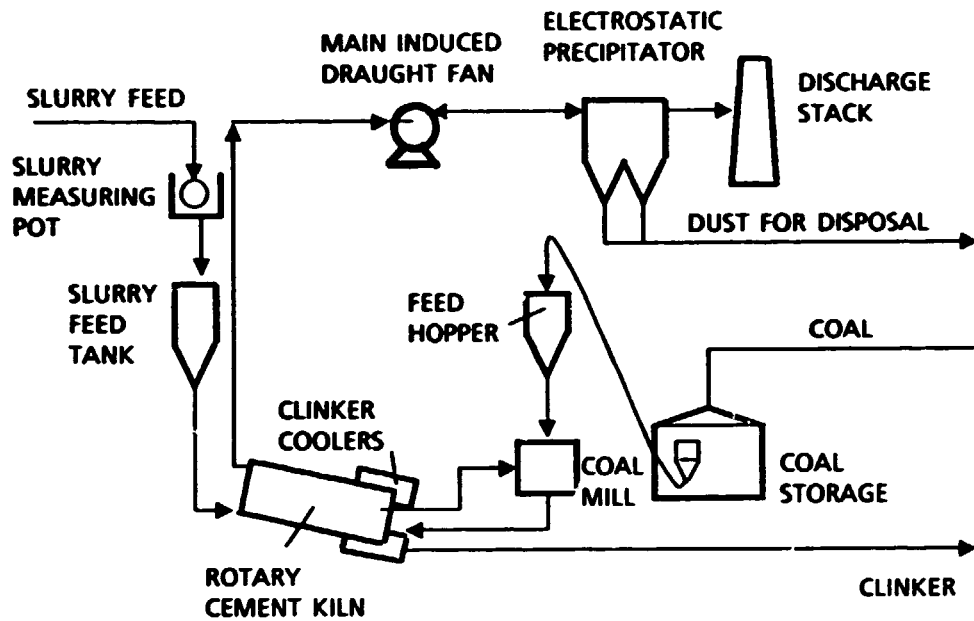 ELECTROSTATIC
PRECIPITATOR
MAIN INDUCED
DRAUGHT FAN
DISCHARGE
STACK
SLURRY FEED
SLURRY
MEASURING
POT
DUST FOR DISPOSAL
SLURRY
FEED
TANK
FEED
HOPPER
COAL
CLINKER
COOLERS
COAL
MILL
COAL
STORAGE
ROTARY
CEMENT KILN
CLINKER